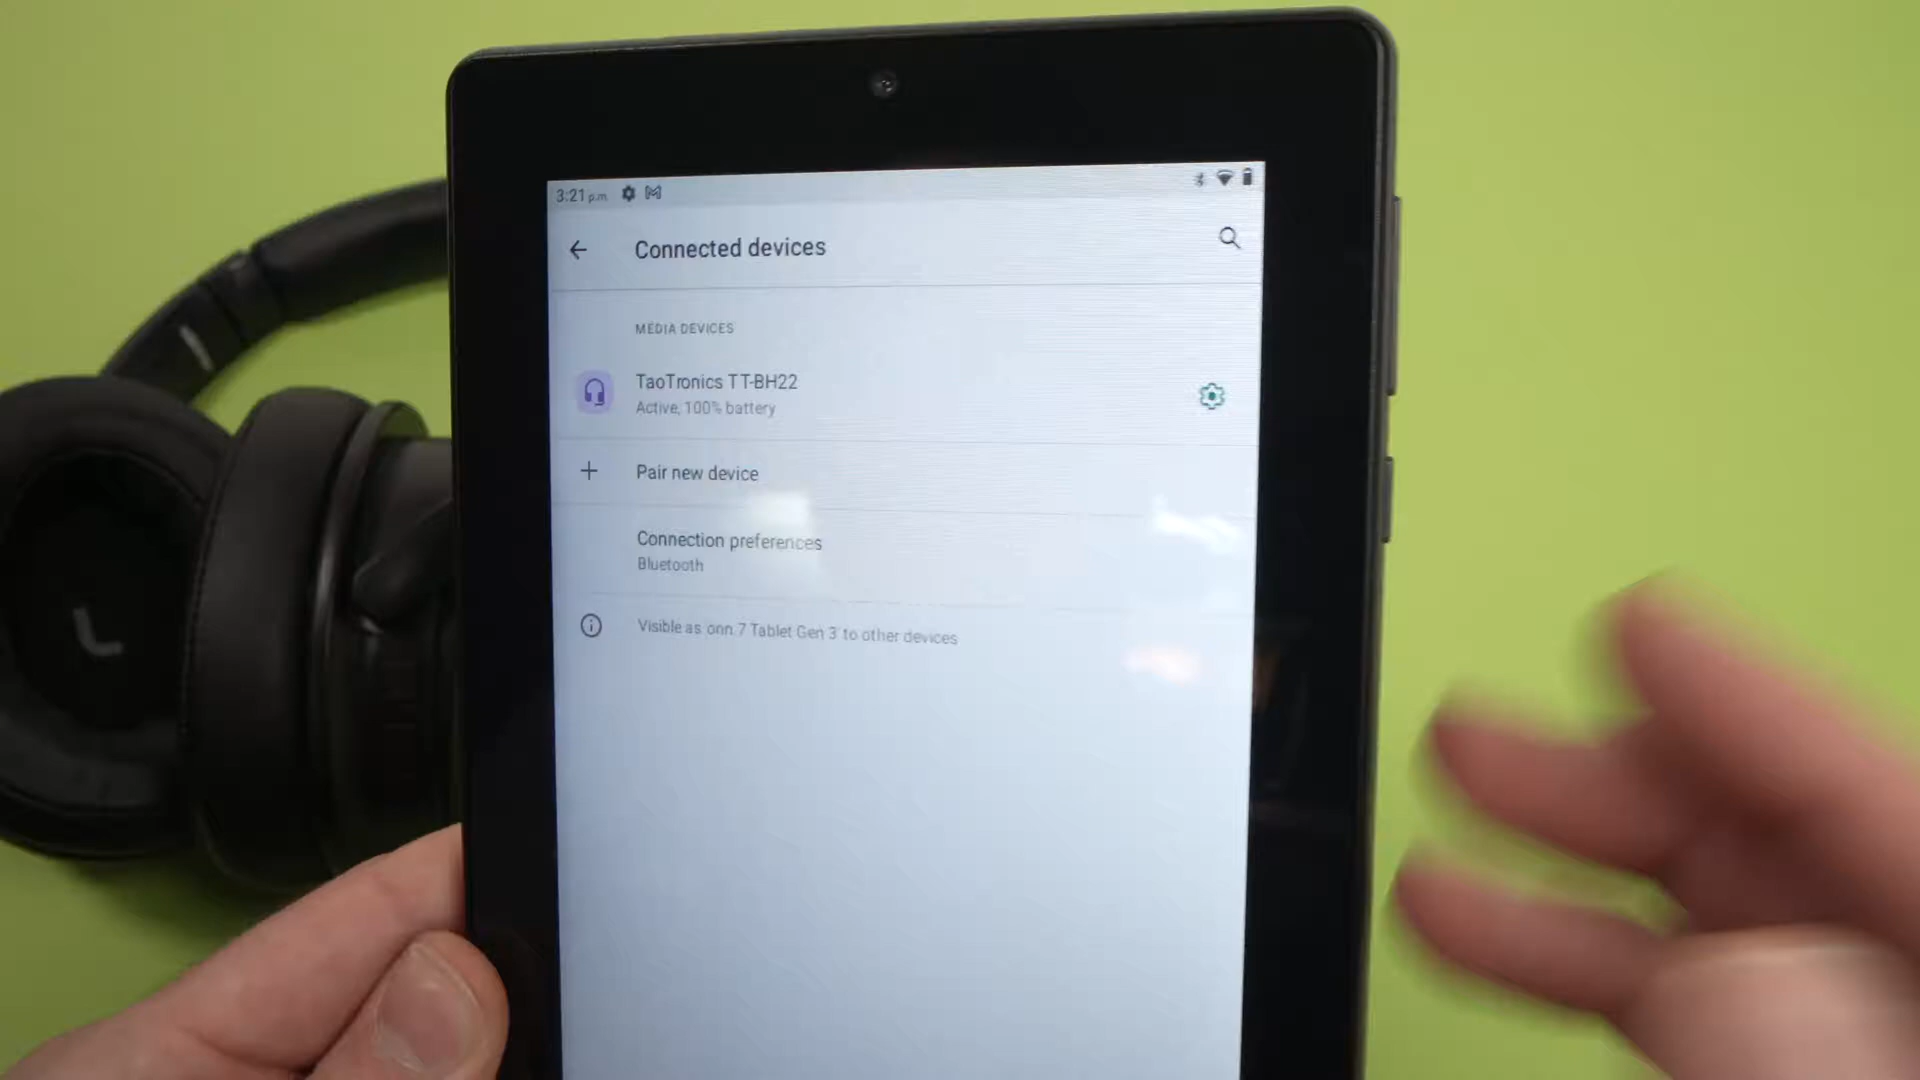 3:21 p.m.
Connected devices
MEDIA DEVICES
TaoTronics TT-BH22
Active, 100% battery
Pair new device
Connection preferences
Bluetooth
Visible as onn.7 Tablet Gen 3 to other devices
L